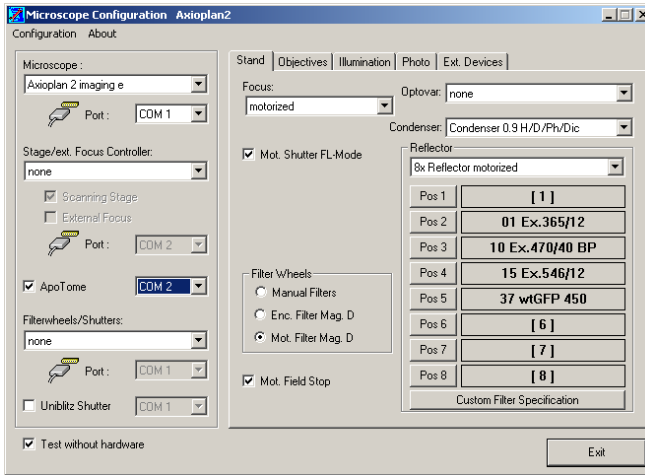 Microscope Configuration Axioplan2
Configuration About
Microscope :
Axioplan 2 imaging e
Port : COM 1
Stage/ext. Focus Controller:
none
Scanning Stage
External Focus
Port : COM 2
ApoTome COM 2
Filterwheels/Shutters:
none
Port : COM 1
Uniblitz Shutter COM 1
Test without hardware
Stand Objectives Illumination Photo Ext. Devices
Focus:
motorized
Optovar: none
Condenser: Condenser 0.9 H/D/Ph/Dic
Mot. Shutter FL-Mode
Filter Wheels
Manual Filters
Enc. Filter Mag. D
Mot. Filter Mag. D
Mot. Field Stop
Reflector
8x Reflector motorized
Pos 1 [ 1 ]
Pos 2 01 Ex.365/12
Pos 3 10 Ex.470/40 BP
Pos 4 15 Ex.546/12
Pos 5 37 wtGFP 450
Pos 6 [ 6 ]
Pos 7 [ 7 ]
Pos 8 [ 8 ]
Custom Filter Specification
Exit